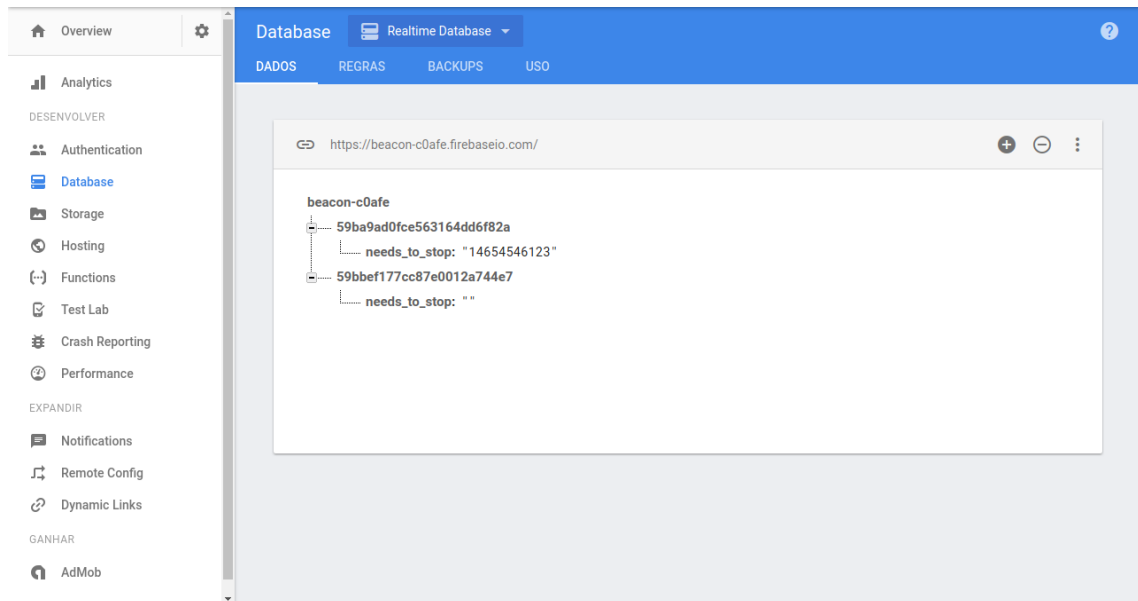 Overview
Analytics
DESENVOLVER
Authentication
Database
Storage
Hosting
Functions
Test Lab
Crash Reporting
Performance
EXPANDIR
Notifications
Remote Config
Dynamic Links
GANHAR
AdMob
Database Realtime Database
DADOS REGRAS BACKUPS USO
https://beacon-c0afe.firebaseio.com/
beacon-c0afe
59ba9ad0fce563164dd6f82a
needs_to_stop: "14654546123"
59bbef177cc87e0012a744e7
needs_to_stop: ""